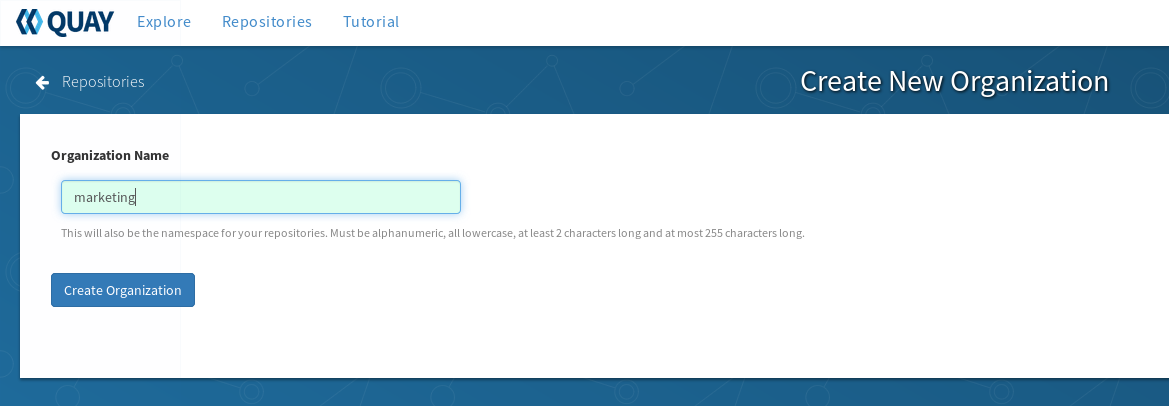 QUAY Explore Repositories Tutorial
Repositories Create New Organization
Organization Name
marketing
This will also be the namespace for your repositories. Must be alphanumeric, all lowercase, at least 2 characters long and at most 255 characters long.
Create Organization